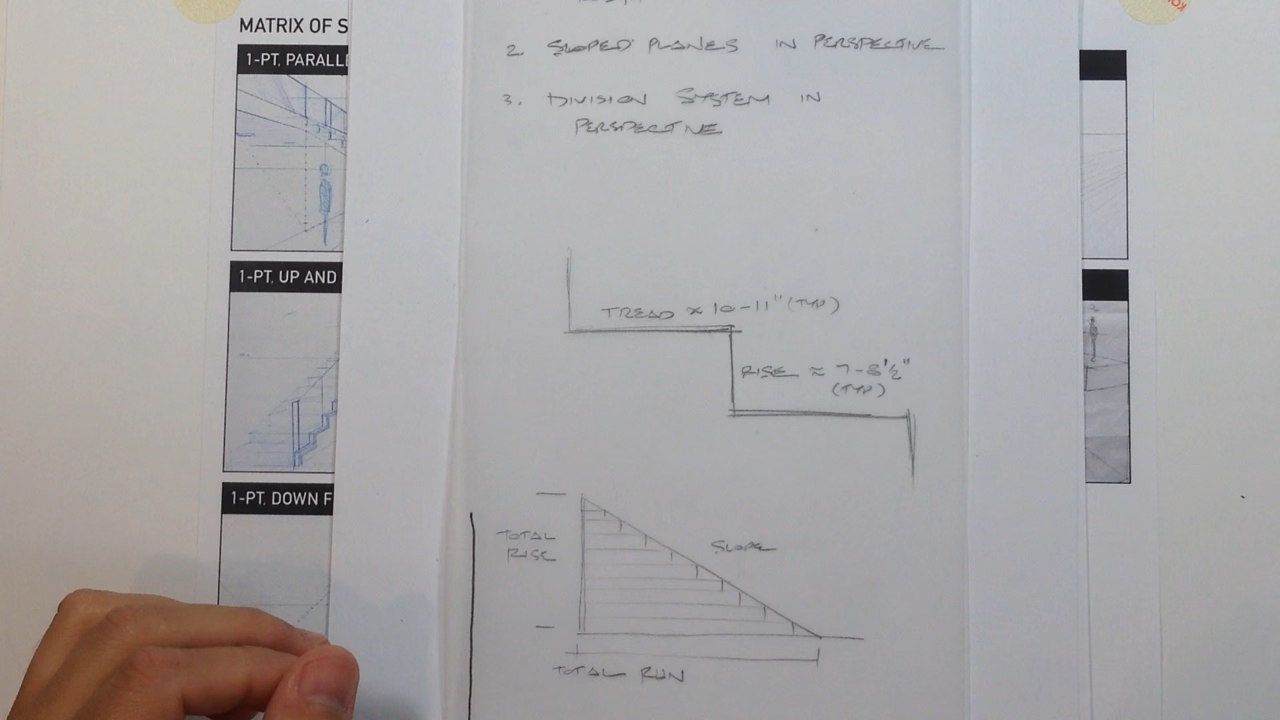 MATRIX OF S
1-PT. PARALLE
1-PT. UP AND
1-PT. DOWN F
2. SLOPED PLANES IN PERSPECTIVE
3. DIVISION SYSTEM IN
PERSPECTIVE
TREAD ≈ 10-11" (TYP)
RISE ≈ 7-8½"
(TYP)
TOTAL
RISE
SLOPE
TOTAL RUN